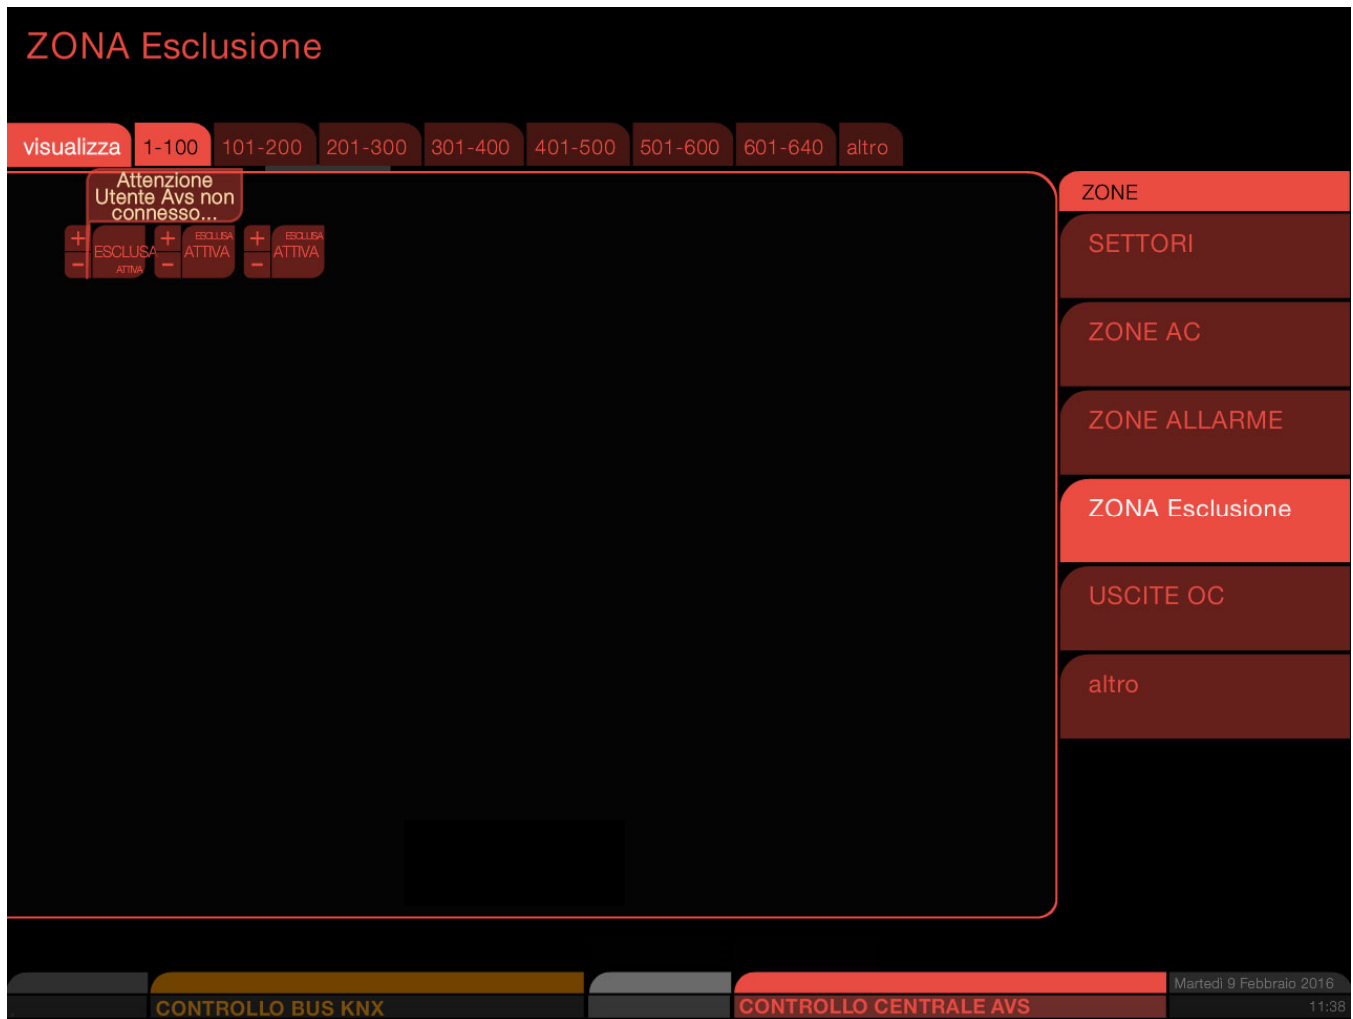 ZONA Esclusione
visualizza 1-100 101-200 201-300 301-400 401-500 501-600 601-640 altro
Attenzione
Utente Avs non
connesso...
+ ESCLUSA + ESCLUSA
+ ESCLUSA ATTIVA ATTIVA
- ATTIVA - -
ZONE
SETTORI
ZONE AC
ZONE ALLARME
ZONA Esclusione
USCITE OC
altro
CONTROLLO BUS KNX
CONTROLLO CENTRALE AVS
Martedì 9 Febbraio 2016
11:38